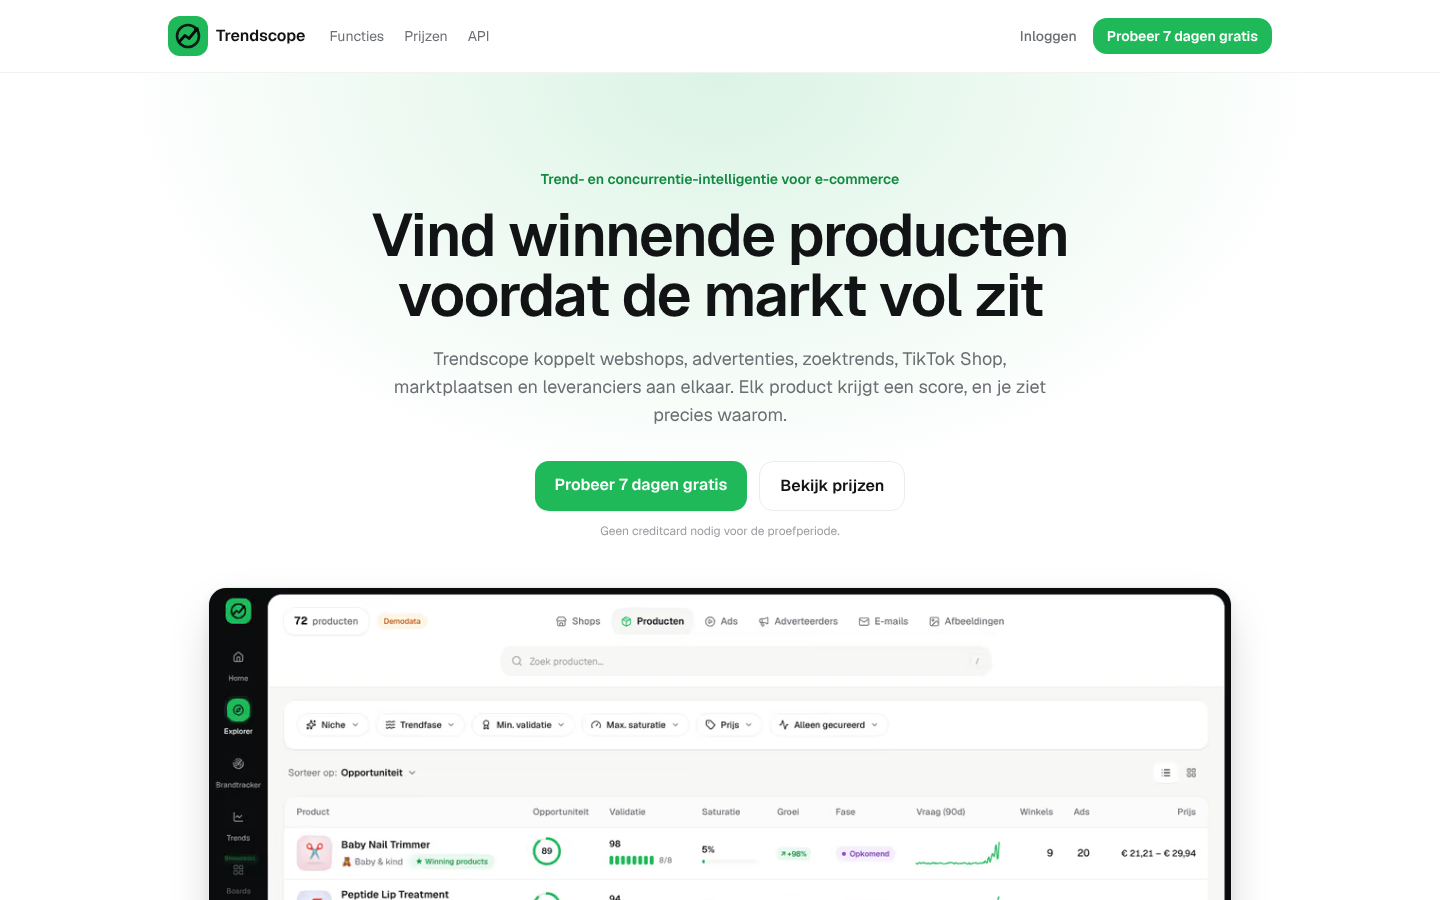 Trendscope
Functies
Prijzen
API
Inloggen
Probeer 7 dagen gratis
Trend- en concurrentie-intelligentie voor e-commerce
Vind winnende producten
voordat de markt vol zit
Trendscope koppelt webshops, advertenties, zoektrends, TikTok Shop,
marktplaatsen en leveranciers aan elkaar. Elk product krijgt een score, en je ziet
precies waarom.
Probeer 7 dagen gratis
Bekijk prijzen
Geen creditcard nodig voor de proefperiode.
72 producten
Demodata
Shops
Producten
Ads
Adverteerders
E-mails
Afbeeldingen
Zoek producten...
/
Home
Explorer
Brandtracker
Trends
Boards
Niche
Trendfase
Min. validatie
Max. saturatie
Prijs
Alleen gecureerd
Sorteer op: Opportuniteit
Product
Opportuniteit
Validatie
Saturatie
Groei
Fase
Vraag (90d)
Winkels
Ads
Prijs
Baby Nail Trimmer
Baby & kind
★ Winning products
89
98
8/8
5%
+98%
Opkomend
9
20
€ 21,21 – € 29,94
Peptide Lip Treatment
94